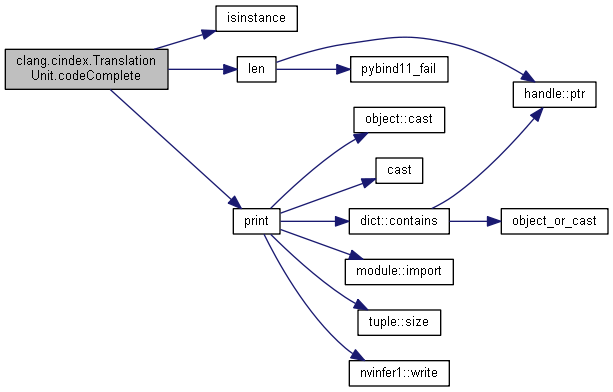 clang.cindex.Translation
Unit.codeComplete
isinstance
len
pybind11_fail
handle::ptr
print
object::cast
cast
dict::contains
object_or_cast
module::import
tuple::size
nvinfer1::write